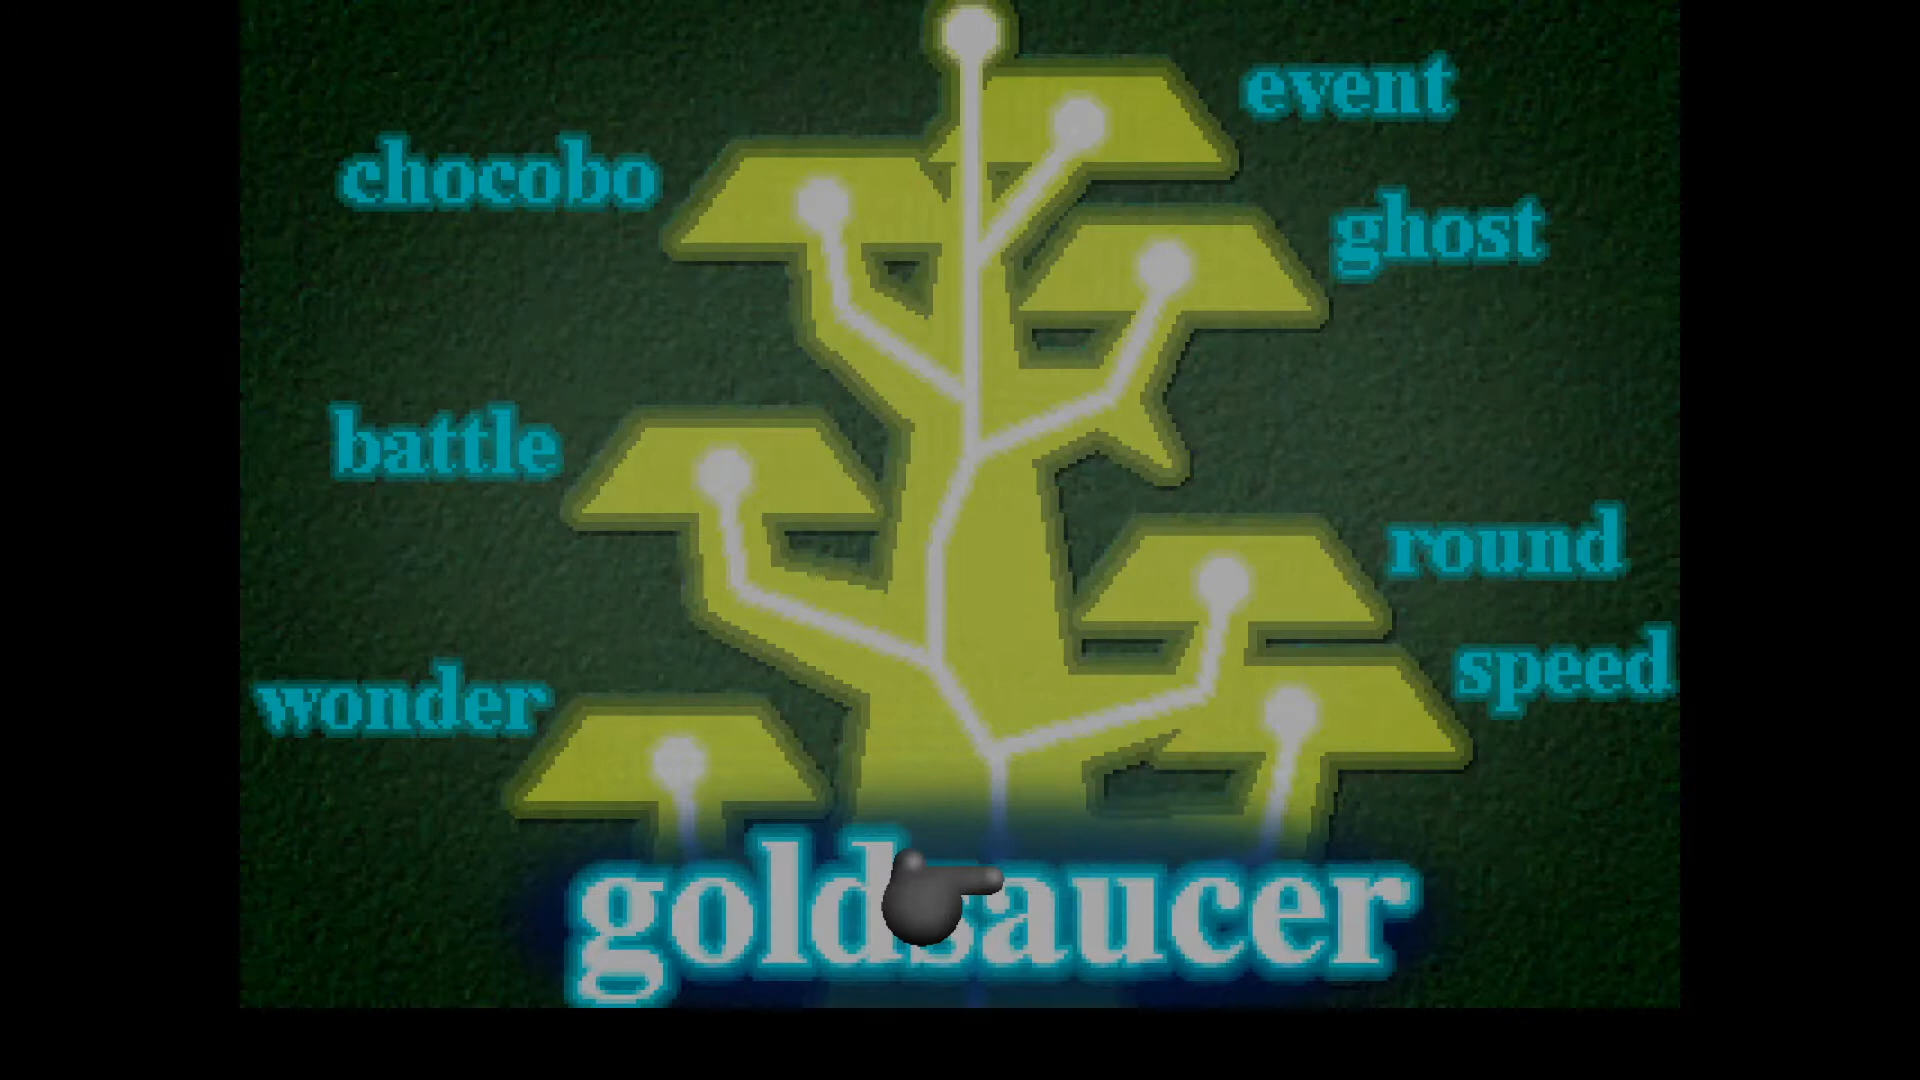 event
chocobo
ghost
battle
round
speed
wonder
goldsaucer